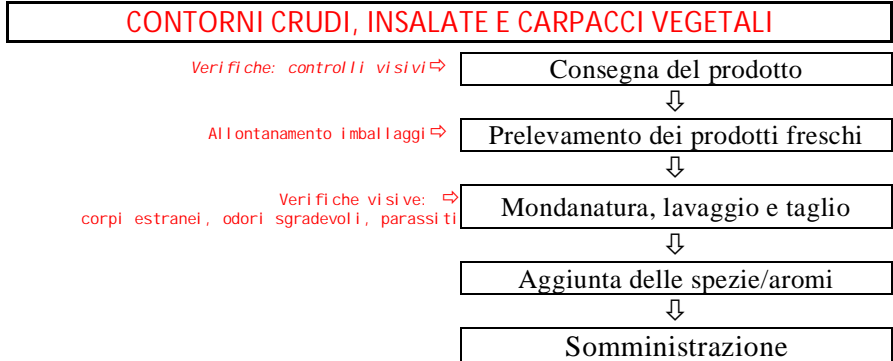 CONTORNI CRUDI, INSALATE E CARPACCI VEGETALI
Verifiche: controlli visivi⇨
Consegna del prodotto
⇩
Allontanamento imballaggi⇨
Prelevamento dei prodotti freschi
⇩
Verifiche visive: ⇨
corpi estranei, odori sgradevoli, parassiti
Mondanatura, lavaggio e taglio
⇩
Aggiunta delle spezie/aromi
⇩
Somministrazione